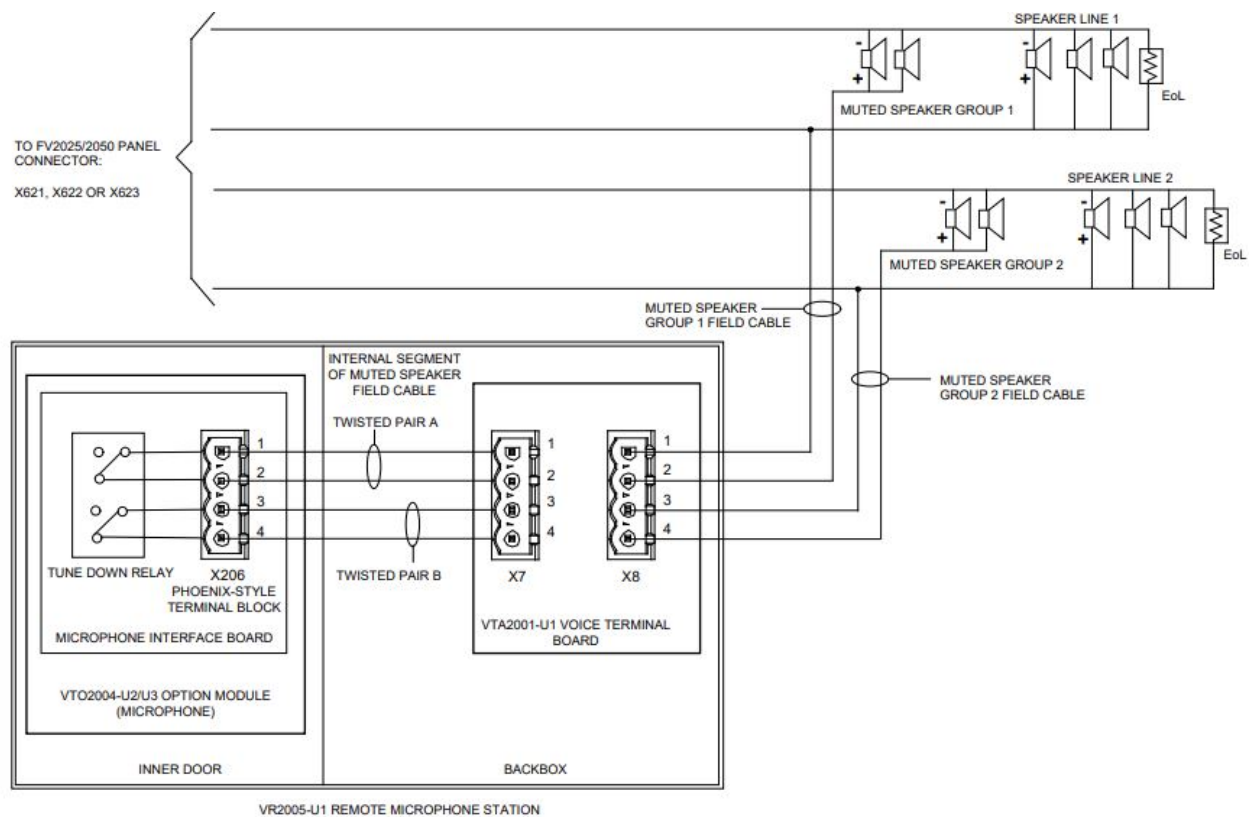 SPEAKER LINE 1
-
+
-
+
EoL
MUTED SPEAKER GROUP 1
TO FV2025/2050 PANEL
CONNECTOR:
X621, X622 OR X623
SPEAKER LINE 2
-
+
-
+
EoL
MUTED SPEAKER GROUP 2
MUTED SPEAKER
GROUP 1 FIELD CABLE
MUTED SPEAKER
GROUP 2 FIELD CABLE
INTERNAL SEGMENT
OF MUTED SPEAKER
FIELD CABLE
TWISTED PAIR A
1
2
3
4
1
2
3
4
1
2
3
4
TUNE DOWN RELAY
X206
PHOENIX-STYLE
TERMINAL BLOCK
TWISTED PAIR B
X7
X8
MICROPHONE INTERFACE BOARD
VTA2001-U1 VOICE TERMINAL
BOARD
VTO2004-U2/U3 OPTION MODULE
(MICROPHONE)
INNER DOOR
BACKBOX
VR2005-U1 REMOTE MICROPHONE STATION